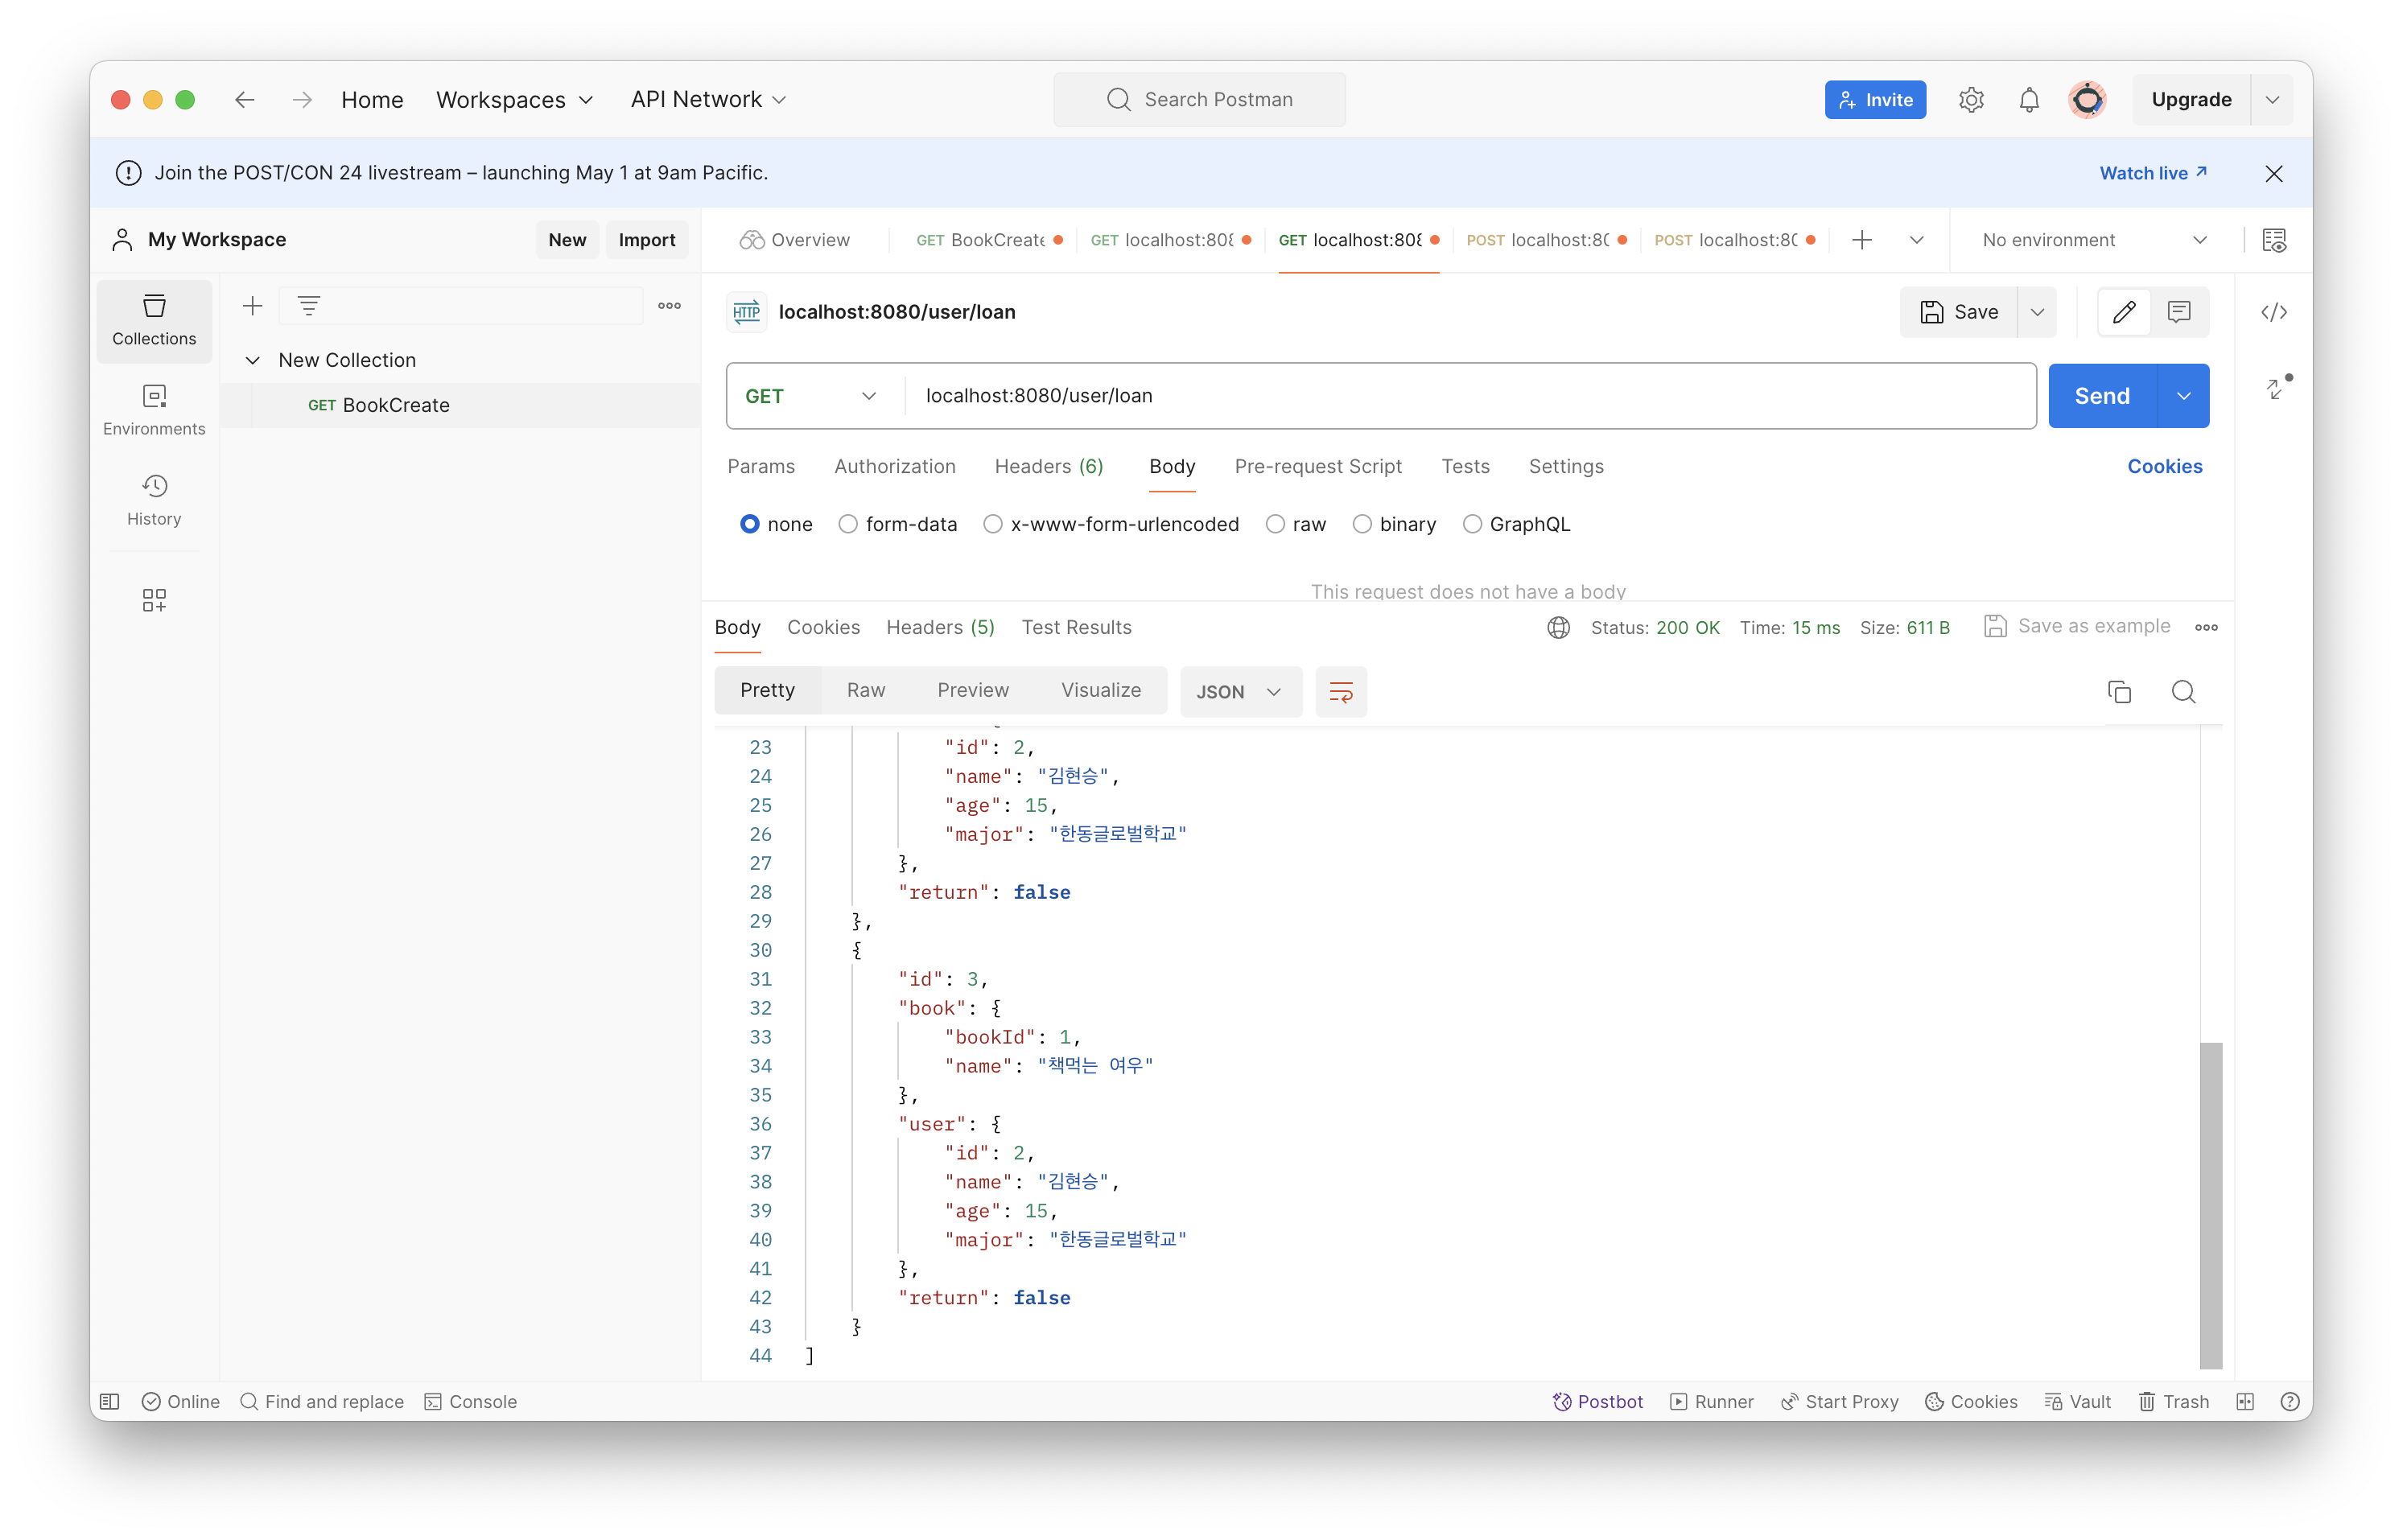 Home Workspaces API Network Search Postman Invite Upgrade
Join the POST/CON 24 livestream – launching May 1 at 9am Pacific. Watch live
My Workspace New Import Overview GET BookCreate GET localhost:808 GET localhost:808 POST localhost:80 POST localhost:80 No environment
Collections
Environments
History
New Collection
GET BookCreate
HTTP localhost:8080/user/loan Save
GET localhost:8080/user/loan Send
Params Authorization Headers (6) Body Pre-request Script Tests Settings Cookies
none form-data x-www-form-urlencoded raw binary GraphQL
This request does not have a body
Body Cookies Headers (5) Test Results Status: 200 OK Time: 15 ms Size: 611 B Save as example
Pretty Raw Preview Visualize JSON
23 "id": 2,
24 "name": "김현승",
25 "age": 15,
26 "major": "한동글로벌학교"
27 },
28 "return": false
29 },
30 {
31 "id": 3,
32 "book": {
33 "bookId": 1,
34 "name": "책먹는 여우"
35 },
36 "user": {
37 "id": 2,
38 "name": "김현승",
39 "age": 15,
40 "major": "한동글로벌학교"
41 },
42 "return": false
43 }
44 ]
Online Find and replace Console Postbot Runner Start Proxy Cookies Vault Trash